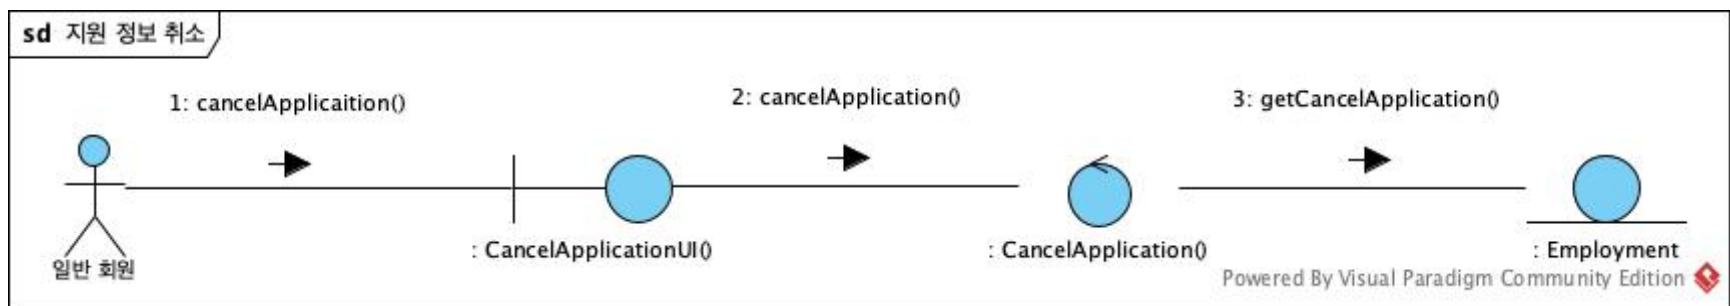 sd 지원 정보 취소
1: cancelApplicaition()
2: cancelApplication()
3: getCancelApplication()
: CancelApplicationUI()
: CancelApplication()
: Employment
일반 회원
Powered By Visual Paradigm Community Edition